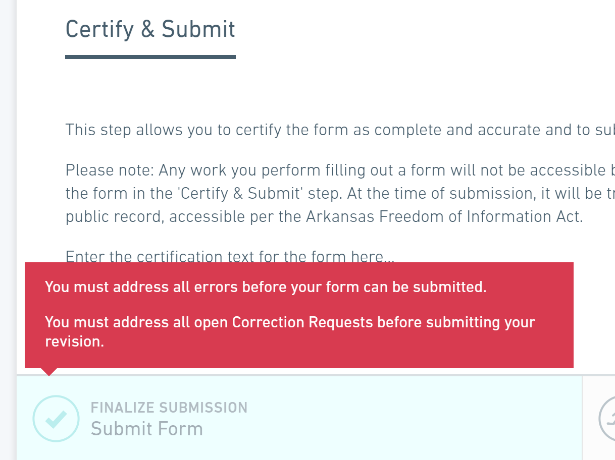 Certify & Submit
This step allows you to certify the form as complete and accurate and to
Please note: Any work you perform filling out a form will not be accessible
the form in the 'Certify & Submit' step. At the time of submission, it will be
public record, accessible per the Arkansas Freedom of Information Act.
Enter the certification text for the form here...
You must address all errors before your form can be submitted.
You must address all open Correction Requests before submitting your
revision.
FINALIZE SUBMISSION
Submit Form